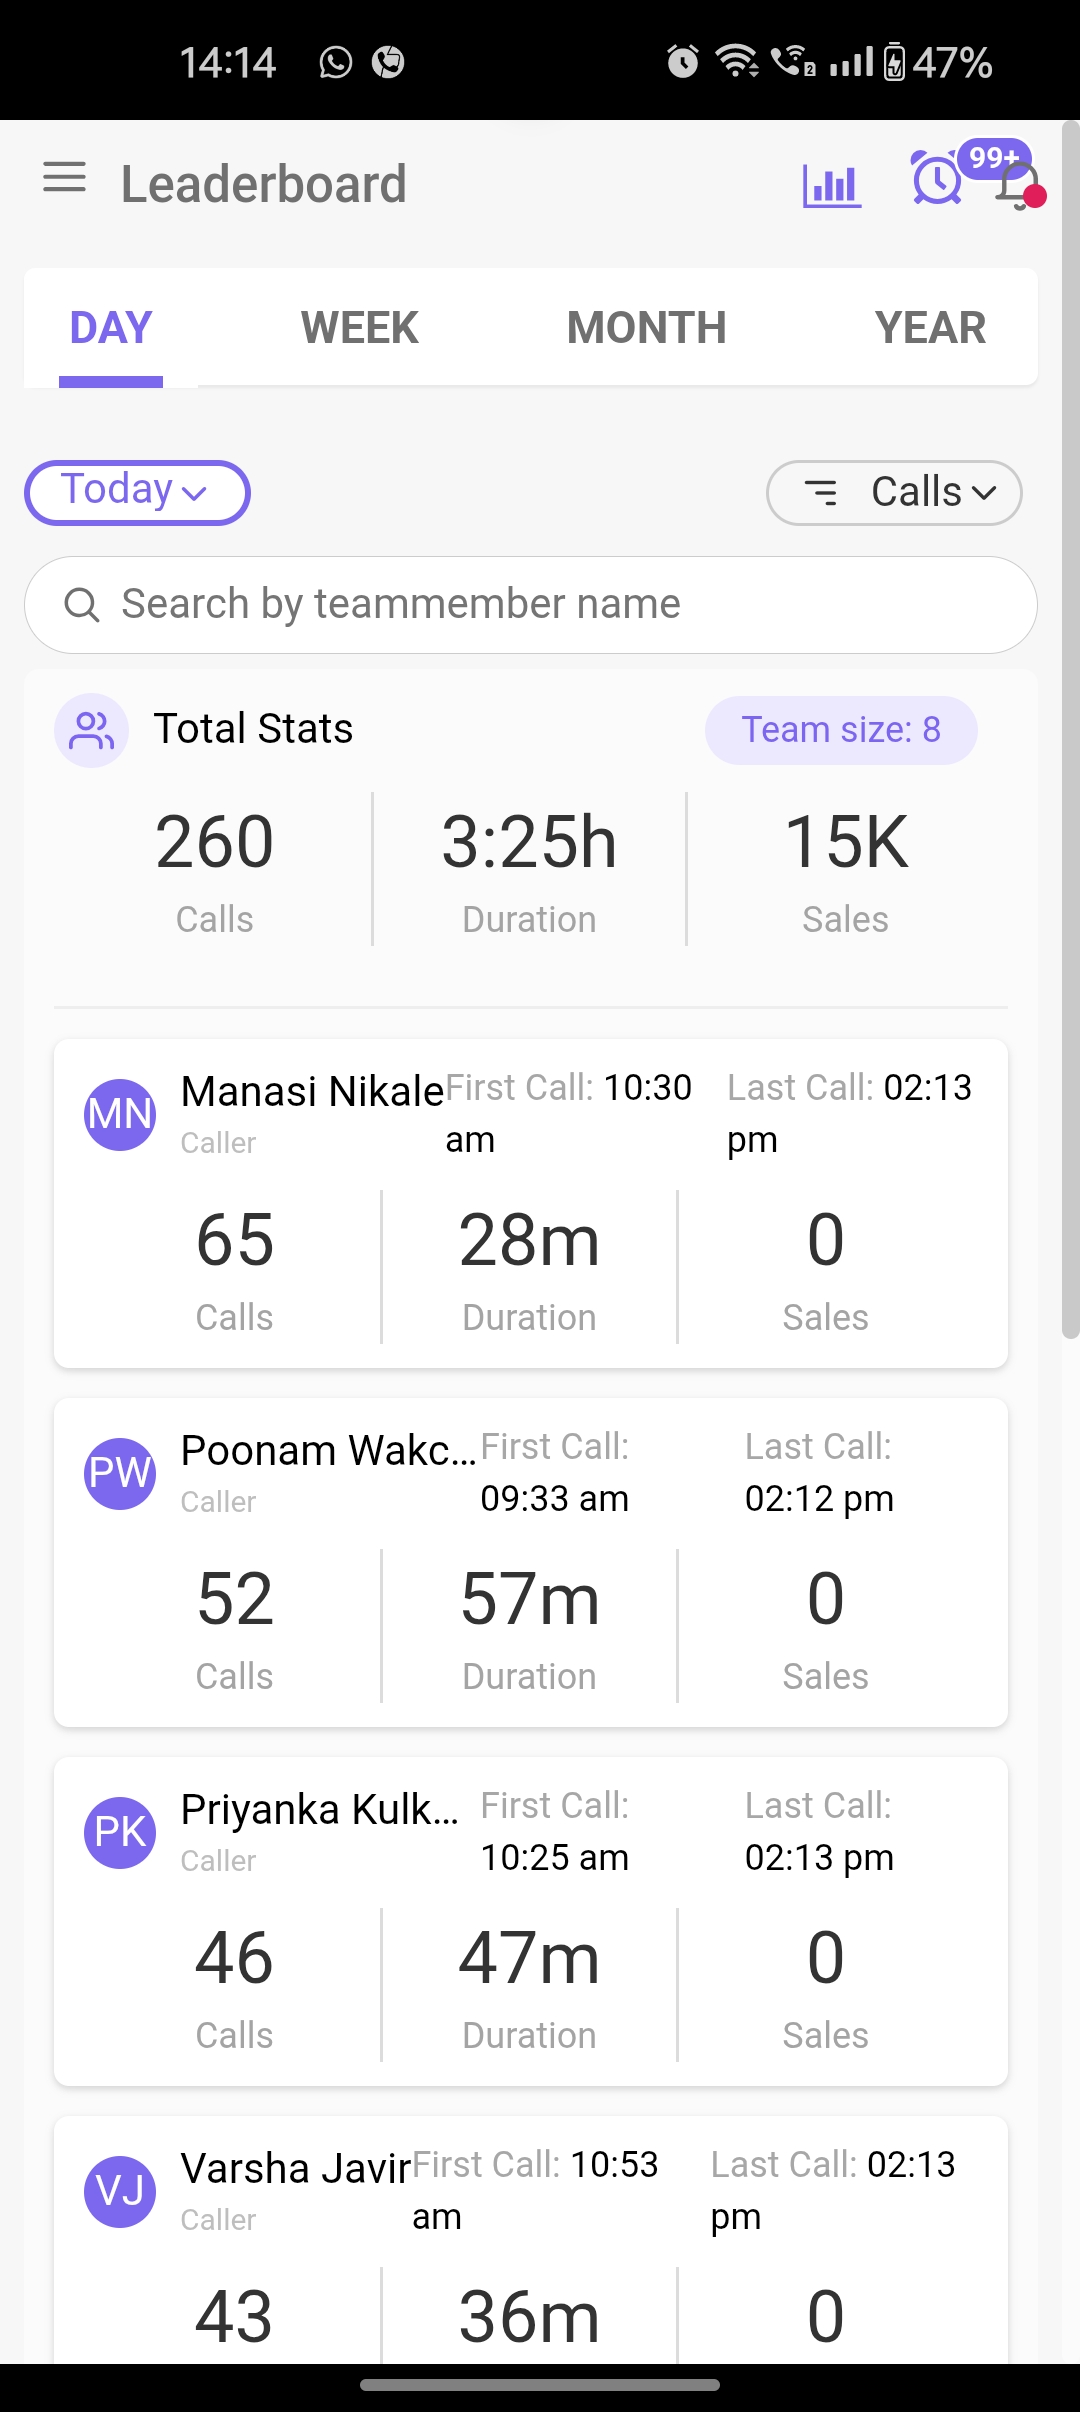 14:14
47%
Leaderboard
99+
DAY WEEK MONTH YEAR
Today
Calls
Search by teammember name
Total Stats
Team size: 8
260 3:25h 15K
Calls Duration Sales
MN
Manasi Nikale
Caller
First Call: 10:30
am
Last Call: 02:13
pm
65 28m 0
Calls Duration Sales
PW
Poonam Wakc...
Caller
First Call:
09:33 am
Last Call:
02:12 pm
52 57m 0
Calls Duration Sales
PK
Priyanka Kulk...
Caller
First Call:
10:25 am
Last Call:
02:13 pm
46 47m 0
Calls Duration Sales
VJ
Varsha Javir
Caller
First Call: 10:53
am
Last Call: 02:13
pm
43 36m 0